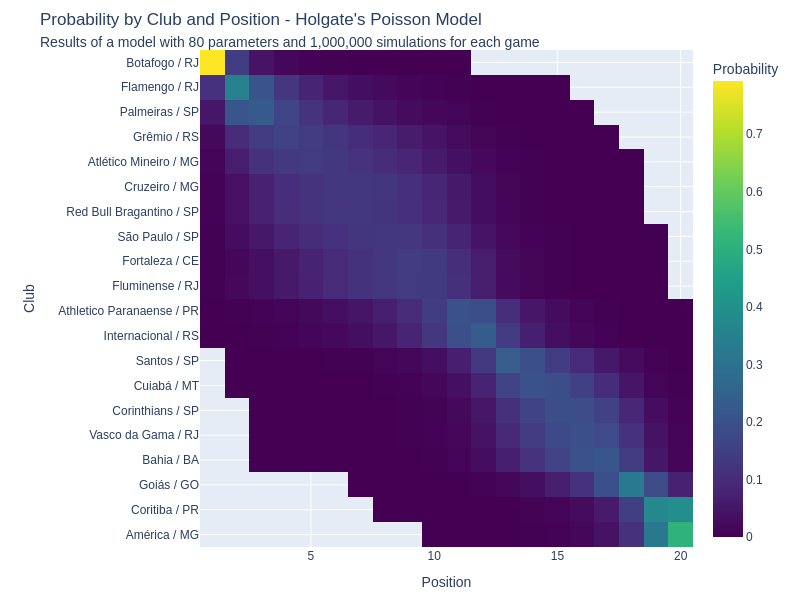 Probability by Club and Position - Holgate's Poisson Model
Results of a model with 80 parameters and 1,000,000 simulations for each game
Probability
Botafogo / RJ
Flamengo / RJ
Palmeiras / SP
Grêmio / RS
Atlético Mineiro / MG
Cruzeiro / MG
Red Bull Bragantino / SP
São Paulo / SP
Fortaleza / CE
Fluminense / RJ
Athletico Paranaense / PR
Internacional / RS
Santos / SP
Cuiabá / MT
Corinthians / SP
Vasco da Gama / RJ
Bahia / BA
Goiás / GO
Coritiba / PR
América / MG
Club
5
10
15
20
Position
0.7
0.6
0.5
0.4
0.3
0.2
0.1
0